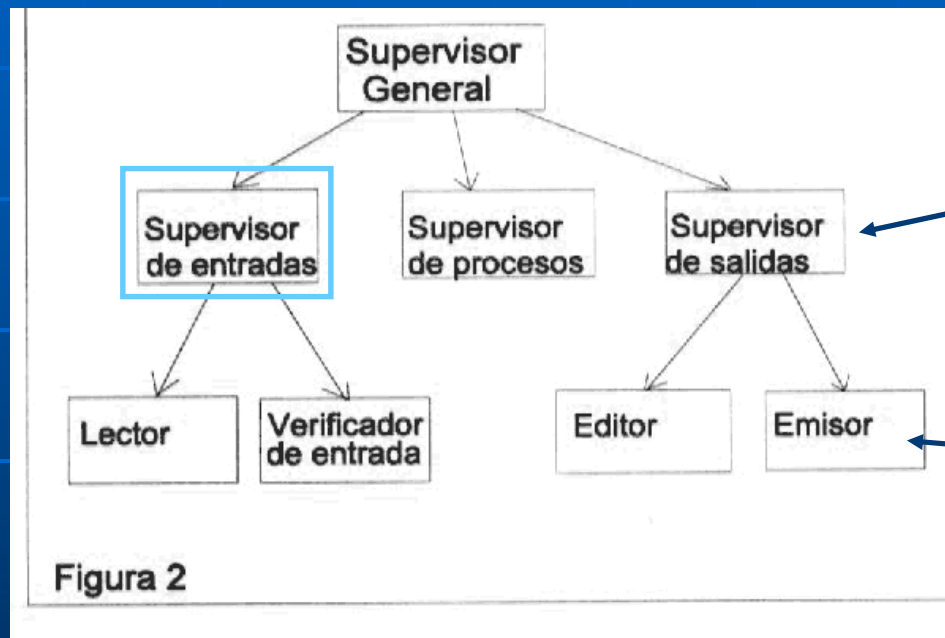 Supervisor
General
Supervisor
de entradas
Supervisor
de procesos
Supervisor
de salidas
Lector
Verificador
de entrada
Editor
Emisor
Figura 2